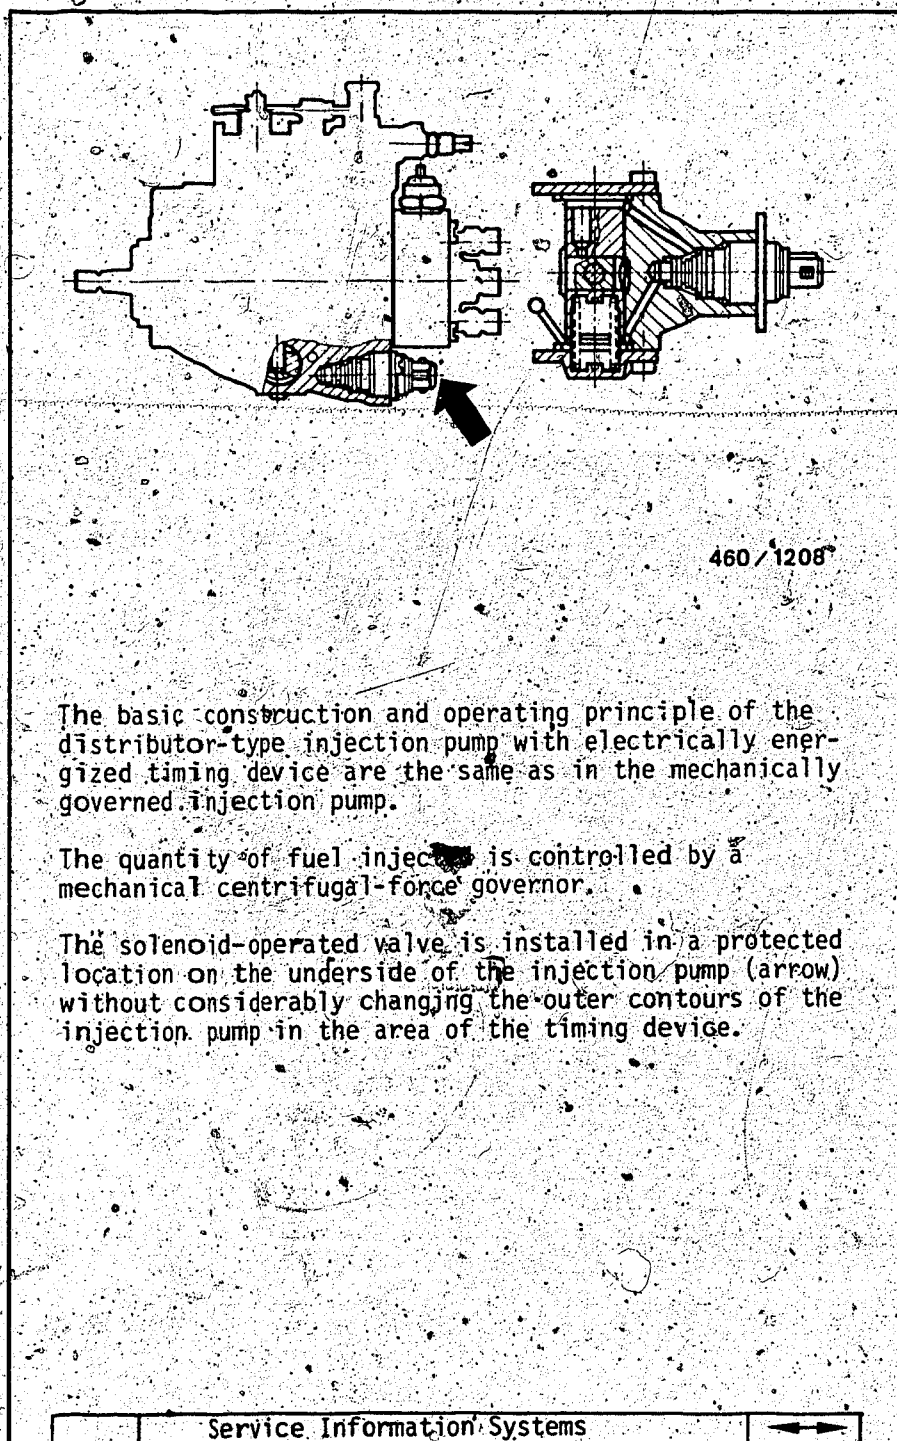 460/1208
The basic construction and operating principle of the
distributor-type injection pump with electrically ener-
gized timing device are the same as in the mechanically
governed injection pump.
The quantity of fuel is controlled by a
mechanical centrifugal-force governor.
The solenoid-operated valve is installed in a protected
location on the underside of the injection pump (arrow)
without considerably changing the outer contours of the
injection pump in the area of the timing device.
Service Information Systems